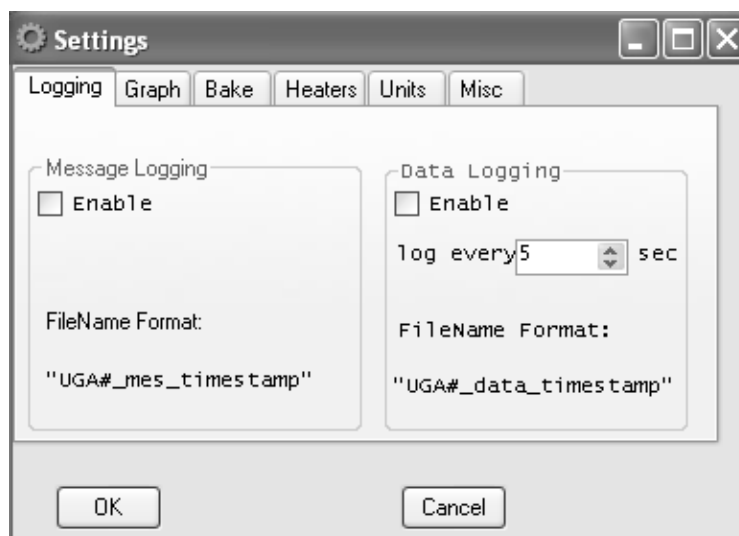 Settings
Logging Graph Bake Heaters Units Misc
Message Logging
Enable
FileName Format:
"UGA#_mes_timestamp"
Data Logging
Enable
log every 5 sec
FileName Format:
"UGA#_data_timestamp"
OK Cancel